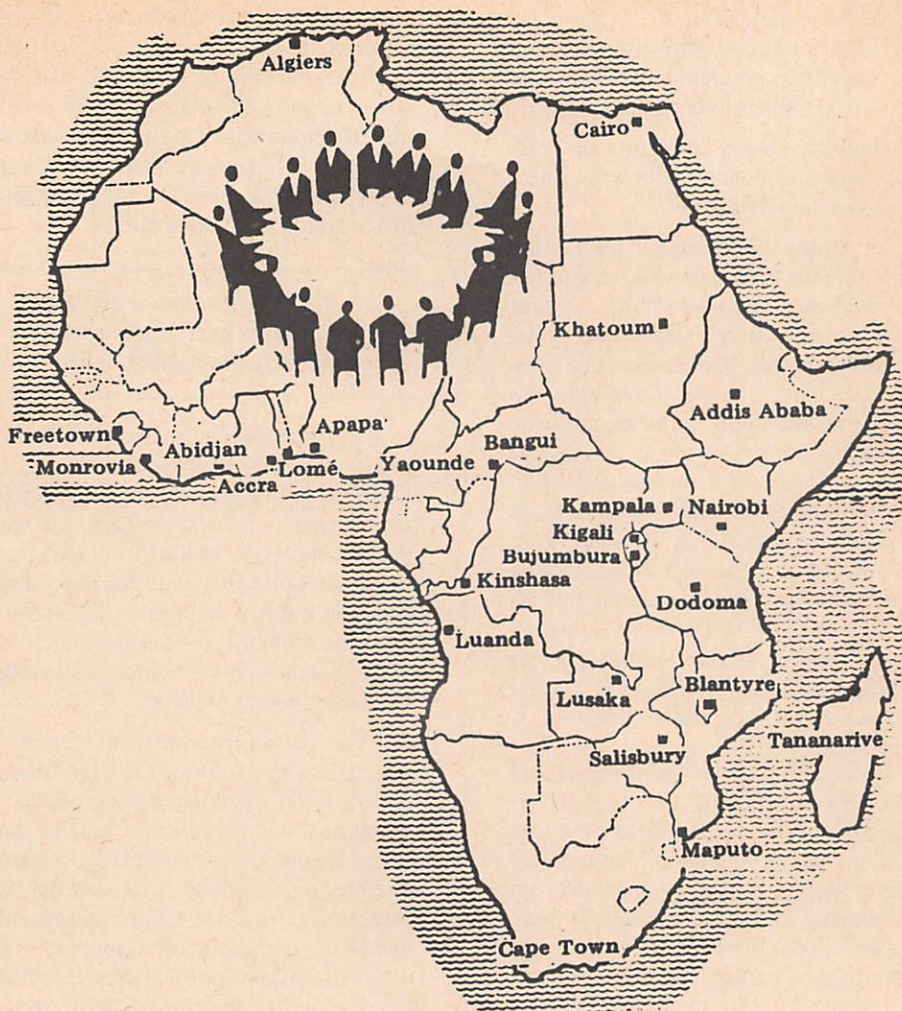 Algiers
Cairo
Khatoum
Addis Ababa
Freetown
Monrovia
Abidjan
Accra
Lomé
Apapa
Yaounde
Bangui
Kampala
Nairobi
Kigali
Bujumbura
Kinshasa
Dodoma
Luanda
Lusaka
Blantyre
Salisbury
Tananarive
Maputo
Cape Town